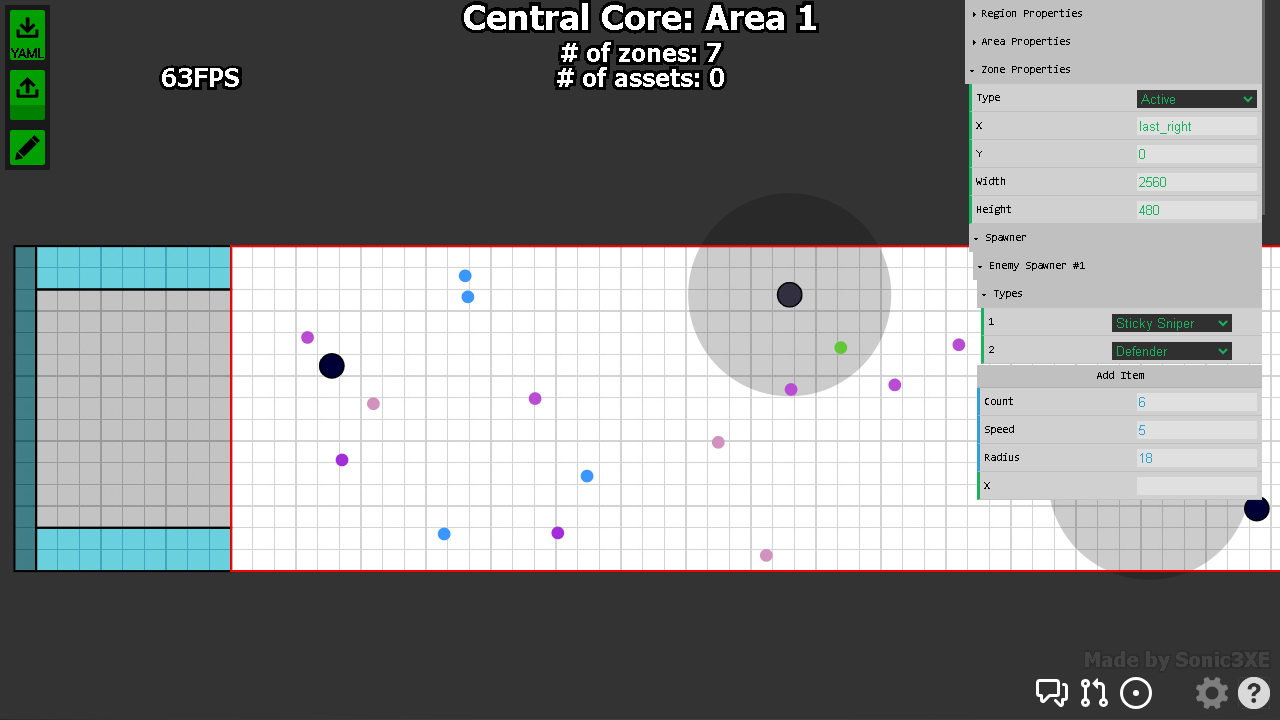 Central Core: Area 1
# of zones: 7
# of assets: 0
63FPS
YAML
Region Properties
Area Properties
Zone Properties
Type Active
X last_right
Y 0
Width 2560
Height 480
Spawner
Enemy Spawner #1
Types
1 Sticky Sniper
2 Defender
Add Item
Count 6
Speed 5
Radius 18
X
Made by Sonic3XE
?